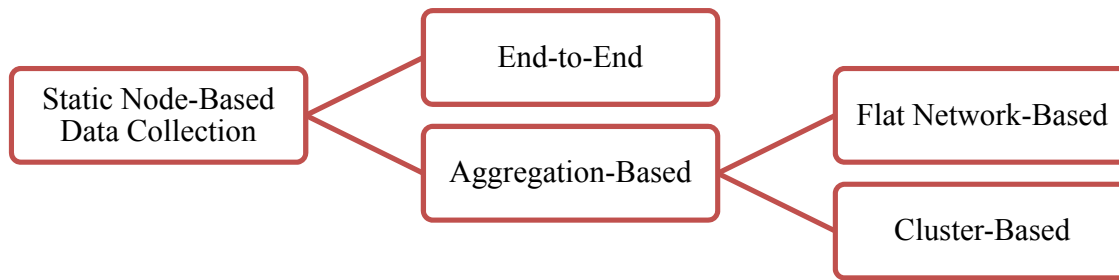 Static Node-Based
Data Collection
End-to-End
Aggregation-Based
Flat Network-Based
Cluster-Based